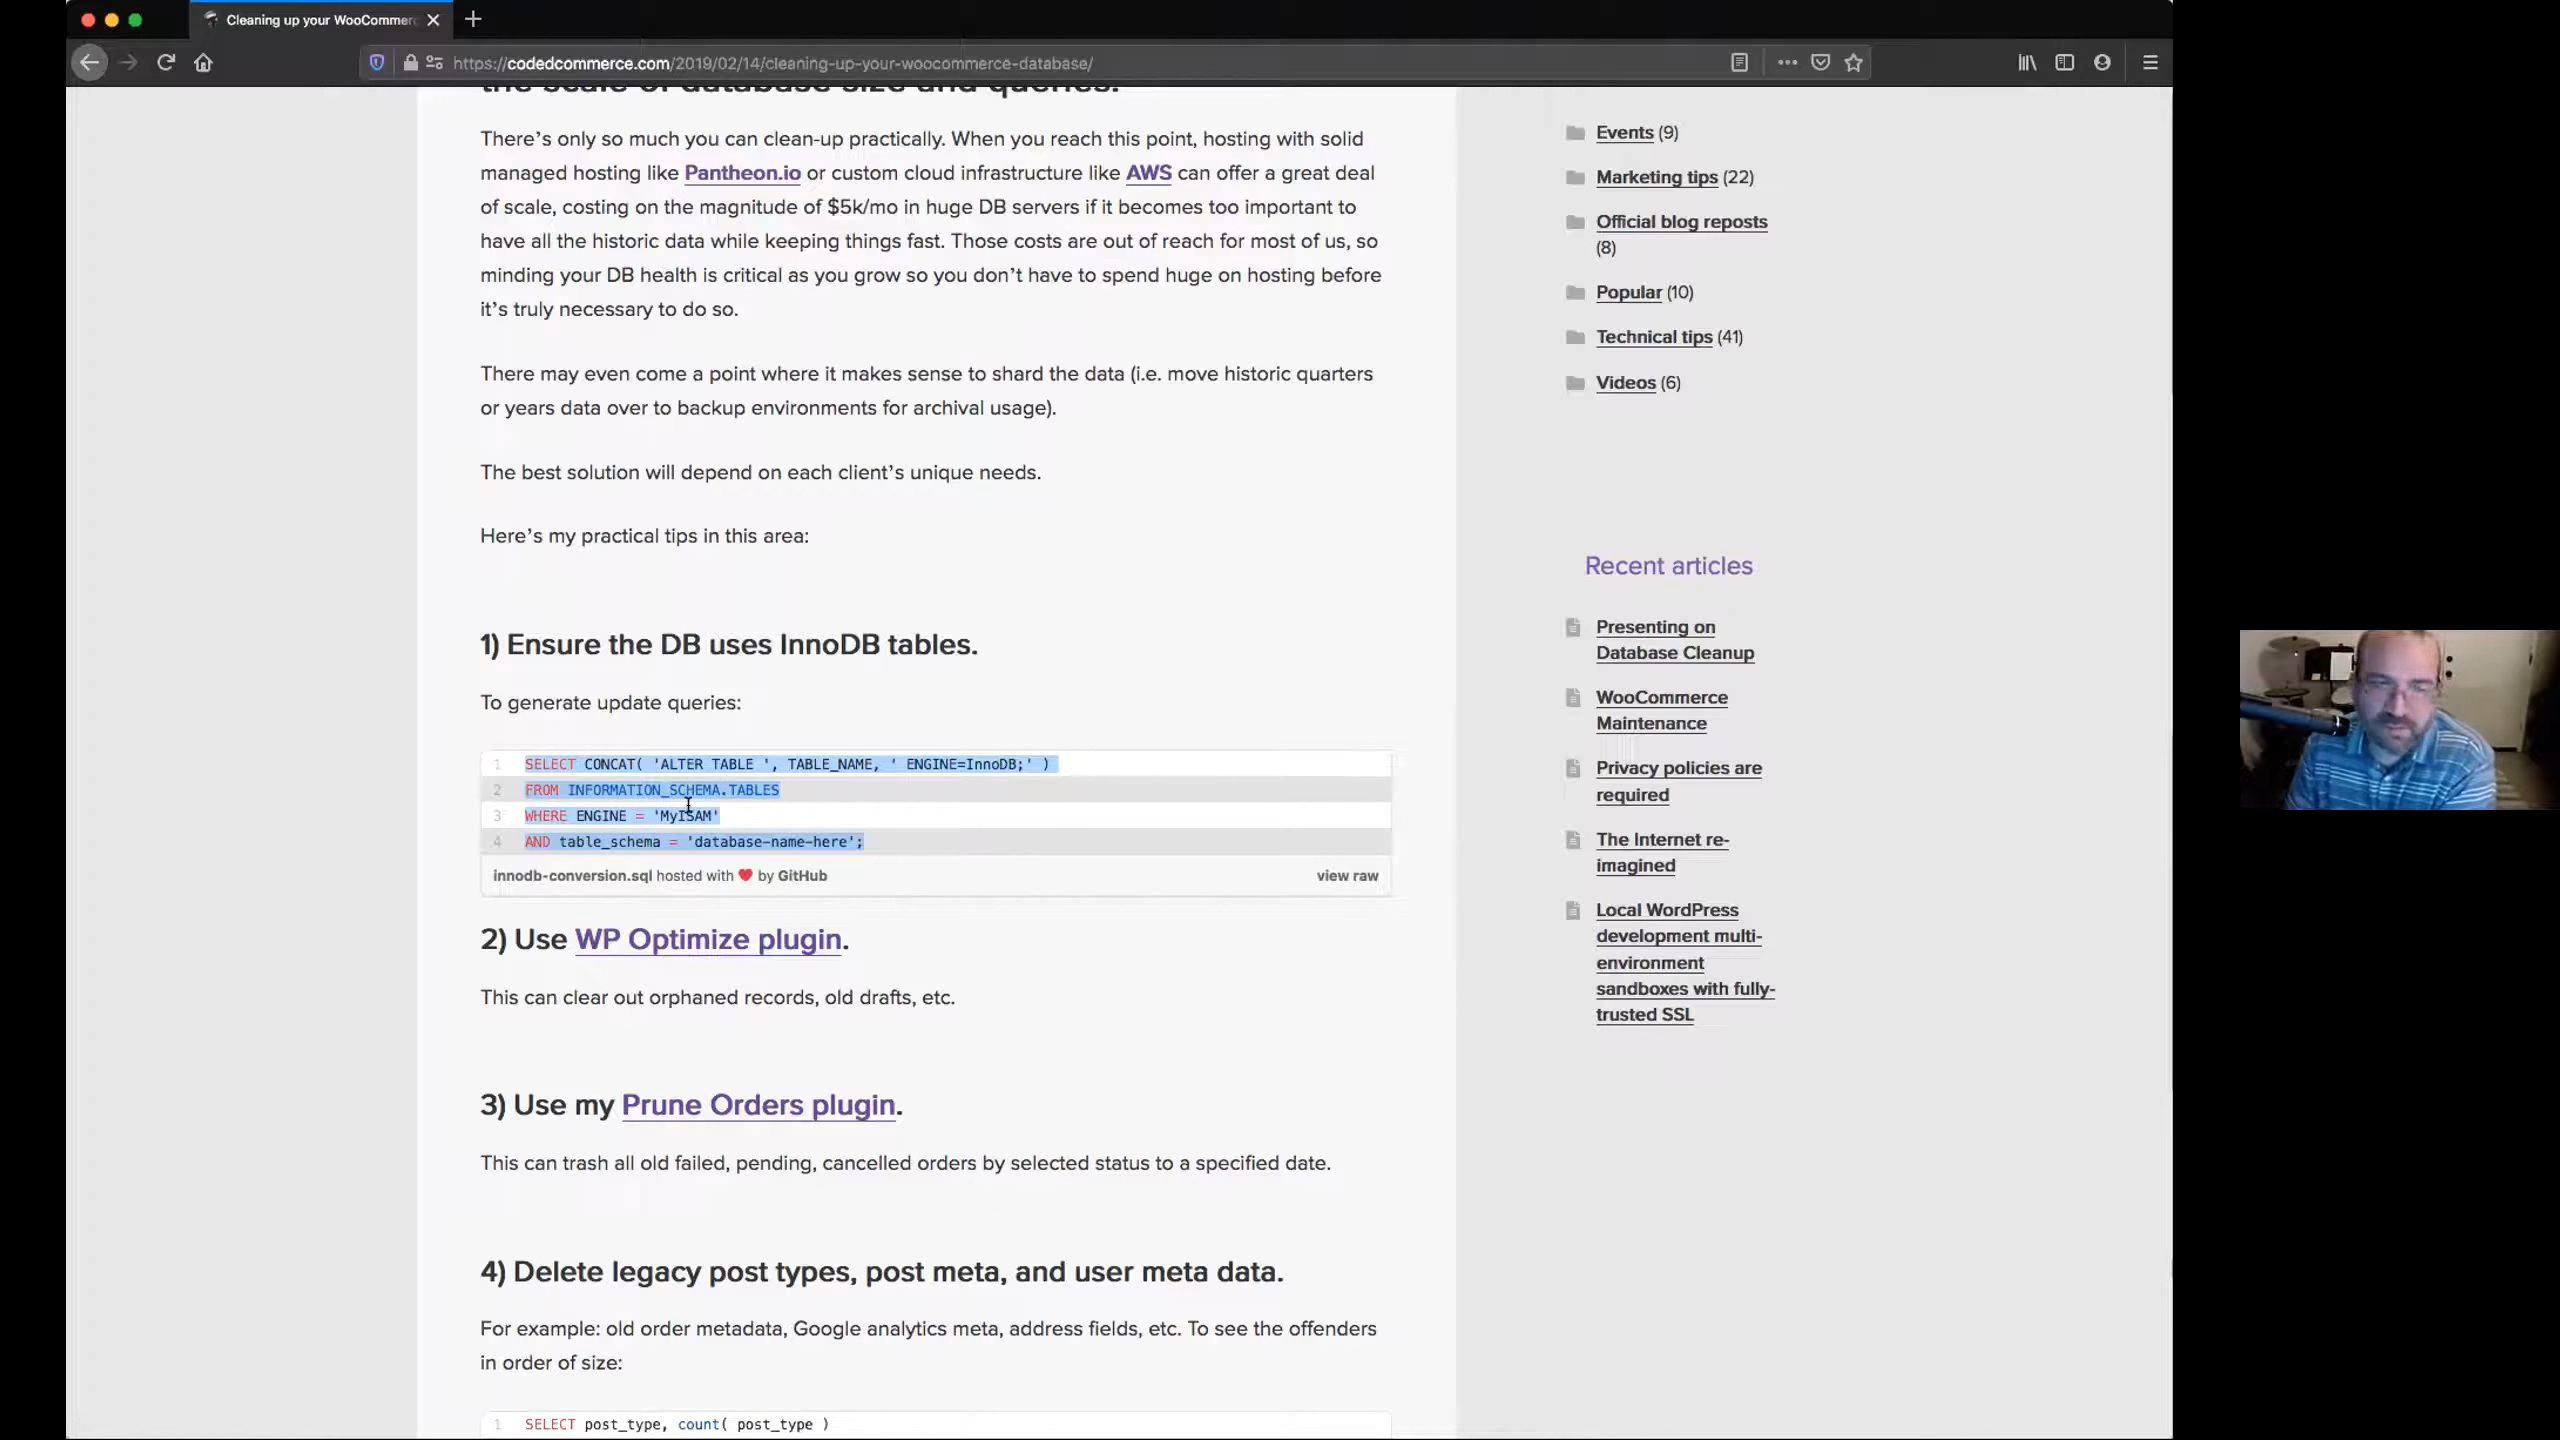 Cleaning up your WooCommerc
https://codedcommerce.com/2019/02/14/cleaning-up-your-woocommerce-database/
the scale of database size and queries.
There's only so much you can clean-up practically. When you reach this point, hosting with solid
managed hosting like Pantheon.io or custom cloud infrastructure like AWS can offer a great deal
of scale, costing on the magnitude of $5k/mo in huge DB servers if it becomes too important to
have all the historic data while keeping things fast. Those costs are out of reach for most of us, so
minding your DB health is critical as you grow so you don't have to spend huge on hosting before
it's truly necessary to do so.
There may even come a point where it makes sense to shard the data (i.e. move historic quarters
or years data over to backup environments for archival usage).
The best solution will depend on each client's unique needs.
Here's my practical tips in this area:
1) Ensure the DB uses InnoDB tables.
To generate update queries:
1 SELECT CONCAT( 'ALTER TABLE ', TABLE_NAME, ' ENGINE=InnoDB;' )
2 FROM INFORMATION_SCHEMA.TABLES
3 WHERE ENGINE = 'MyISAM'
4 AND table_schema = 'database-name-here';
innodb-conversion.sql hosted with ❤ by GitHub view raw
2) Use WP Optimize plugin.
This can clear out orphaned records, old drafts, etc.
3) Use my Prune Orders plugin.
This can trash all old failed, pending, cancelled orders by selected status to a specified date.
4) Delete legacy post types, post meta, and user meta data.
For example: old order metadata, Google analytics meta, address fields, etc. To see the offenders
in order of size:
1 SELECT post_type, count( post_type )
Events (9)
Marketing tips (22)
Official blog reposts
(8)
Popular (10)
Technical tips (41)
Videos (6)
Recent articles
Presenting on
Database Cleanup
WooCommerce
Maintenance
Privacy policies are
required
The Internet re-
imagined
Local WordPress
development multi-
environment
sandboxes with fully-
trusted SSL